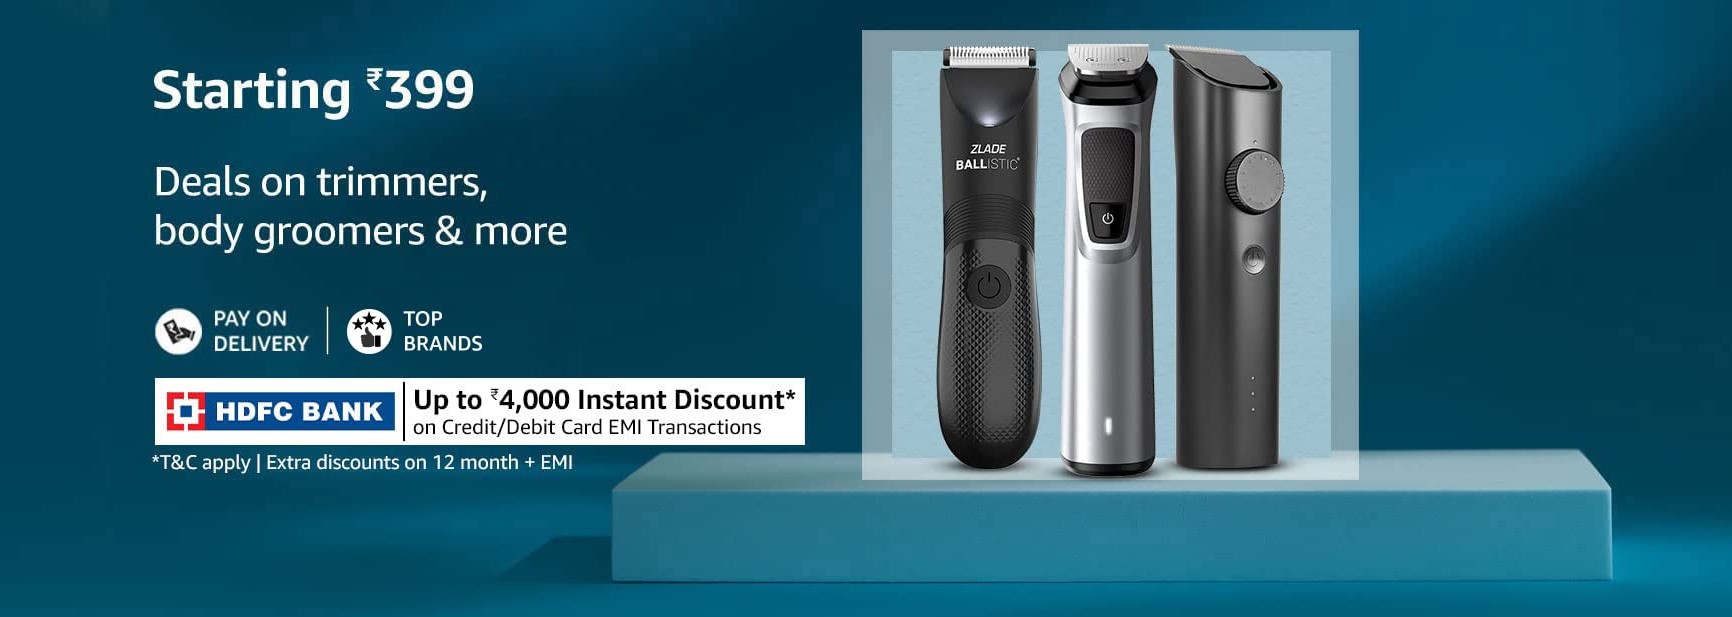 Starting ₹399
Deals on trimmers,
body groomers & more
PAY ON
DELIVERY
TOP
BRANDS
HDFC BANK
Up to ₹4,000 Instant Discount*
on Credit/Debit Card EMI Transactions
*T&C apply | Extra discounts on 12 month + EMI
ZLADE
BALLISTIC